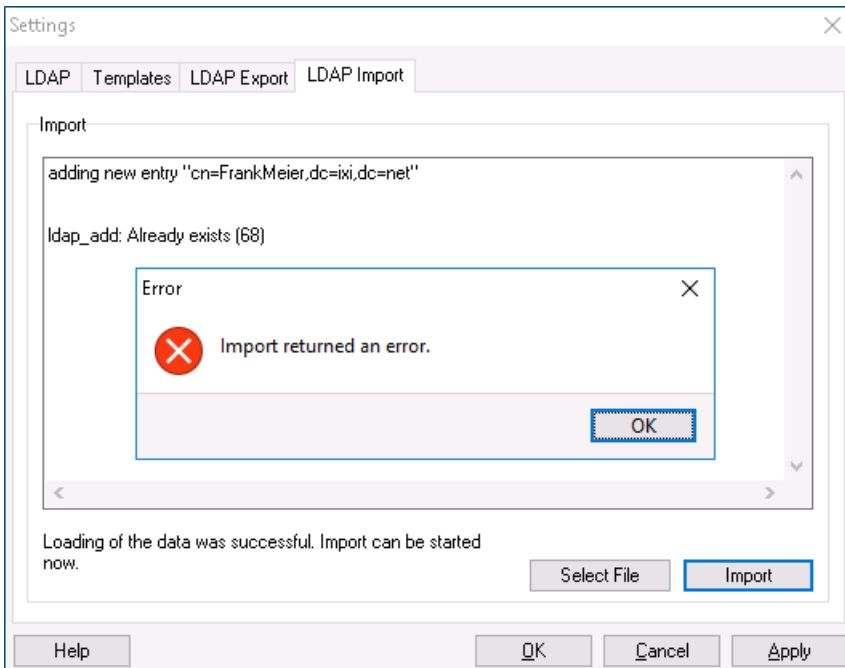 Settings
LDAP
Templates
LDAP Export
LDAP Import
Import
adding new entry "cn=FrankMeier,dc=ixi,dc=net"
ldap_add: Already exists (68)
Error
Import returned an error.
OK
Loading of the data was successful. Import can be started
now.
Select File
Import
Help
OK
Cancel
Apply